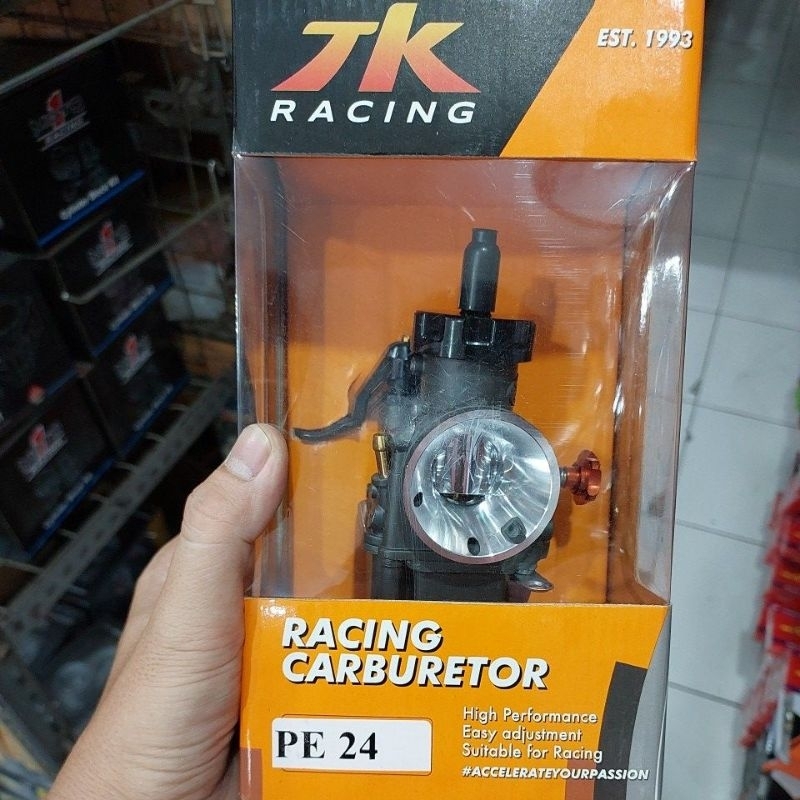 TK
RACING
EST. 1993
RACING
CARBURETOR
PE 24
High Performance
Easy adjustment
Suitable for Racing
#ACCELERATEYOURPASSION